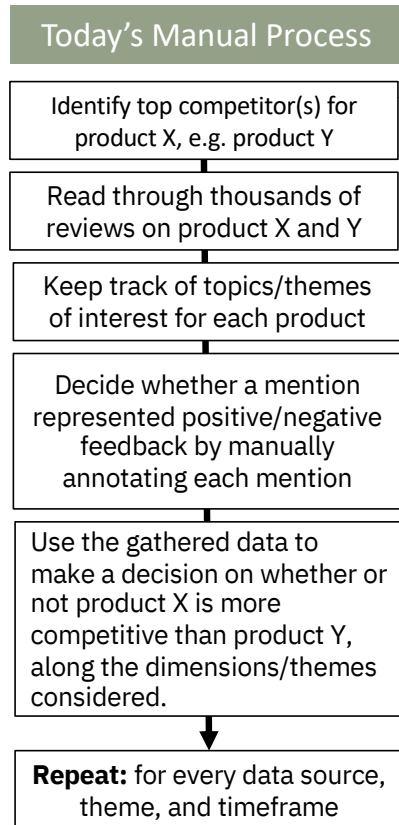 Today's Manual Process
Identify top competitor(s) for
product X, e.g. product Y
Read through thousands of
reviews on product X and Y
Keep track of topics/themes
of interest for each product
Decide whether a mention
represented positive/negative
feedback by manually
annotating each mention
Use the gathered data to
make a decision on whether or
not product X is more
competitive than product Y,
along the dimensions/themes
considered.
Repeat: for every data source,
theme, and timeframe